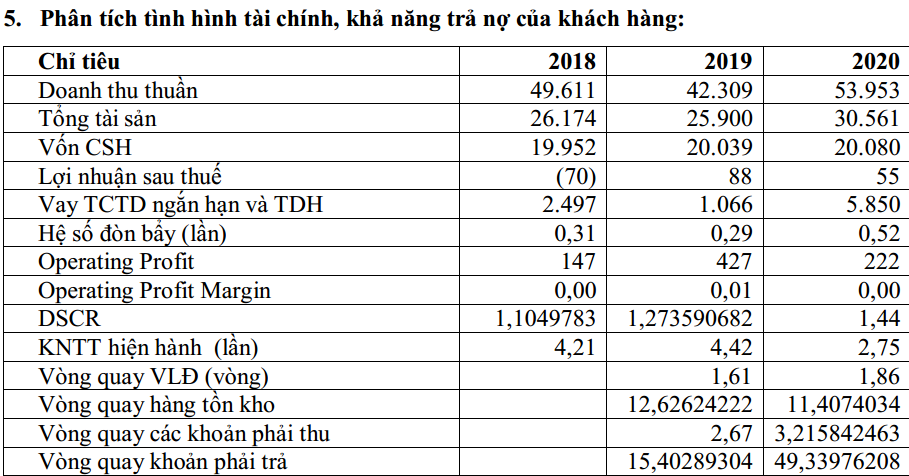 5. Phân tích tình hình tài chính, khả năng trả nợ của khách hàng:
Chỉ tiêu 2018 2019 2020
Doanh thu thuần 49.611 42.309 53.953
Tổng tài sản 26.174 25.900 30.561
Vốn CSH 19.952 20.039 20.080
Lợi nhuận sau thuế (70) 88 55
Vay TCTD ngắn hạn và TDH 2.497 1.066 5.850
Hệ số đòn bẩy (lần) 0,31 0,29 0,52
Operating Profit 147 427 222
Operating Profit Margin 0,00 0,01 0,00
DSCR 1,1049783 1,273590682 1,44
KNTT hiện hành (lần) 4,21 4,42 2,75
Vòng quay VLĐ (vòng) 1,61 1,86
Vòng quay hàng tồn kho 12,62624222 11,4074034
Vòng quay các khoản phải thu 2,67 3,215842463
Vòng quay khoản phải trả 15,40289304 49,33976208